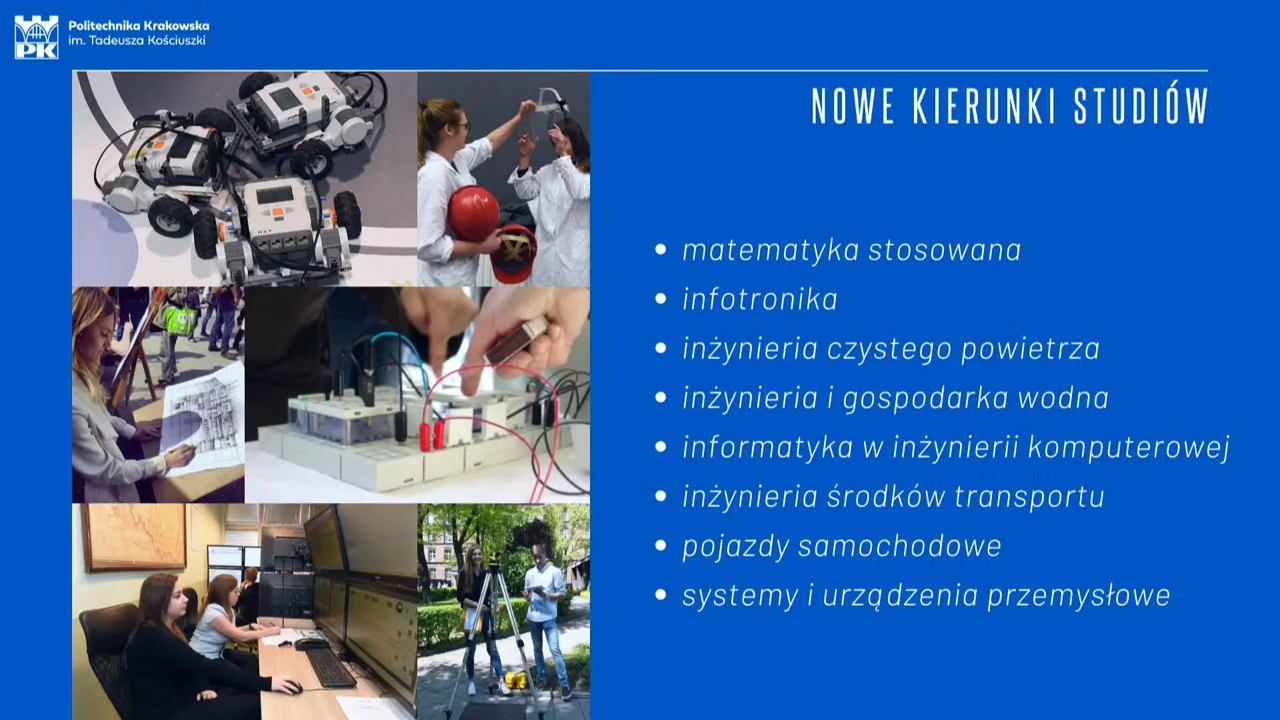 Politechnika Krakowska
im. Tadeusza Kościuszki
PK
NOWE KIERUNKI STUDIÓW
• matematyka stosowana
• infotronika
• inżynieria czystego powietrza
• inżynieria i gospodarka wodna
• informatyka w inżynierii komputerowej
• inżynieria środków transportu
• pojazdy samochodowe
• systemy i urządzenia przemysłowe